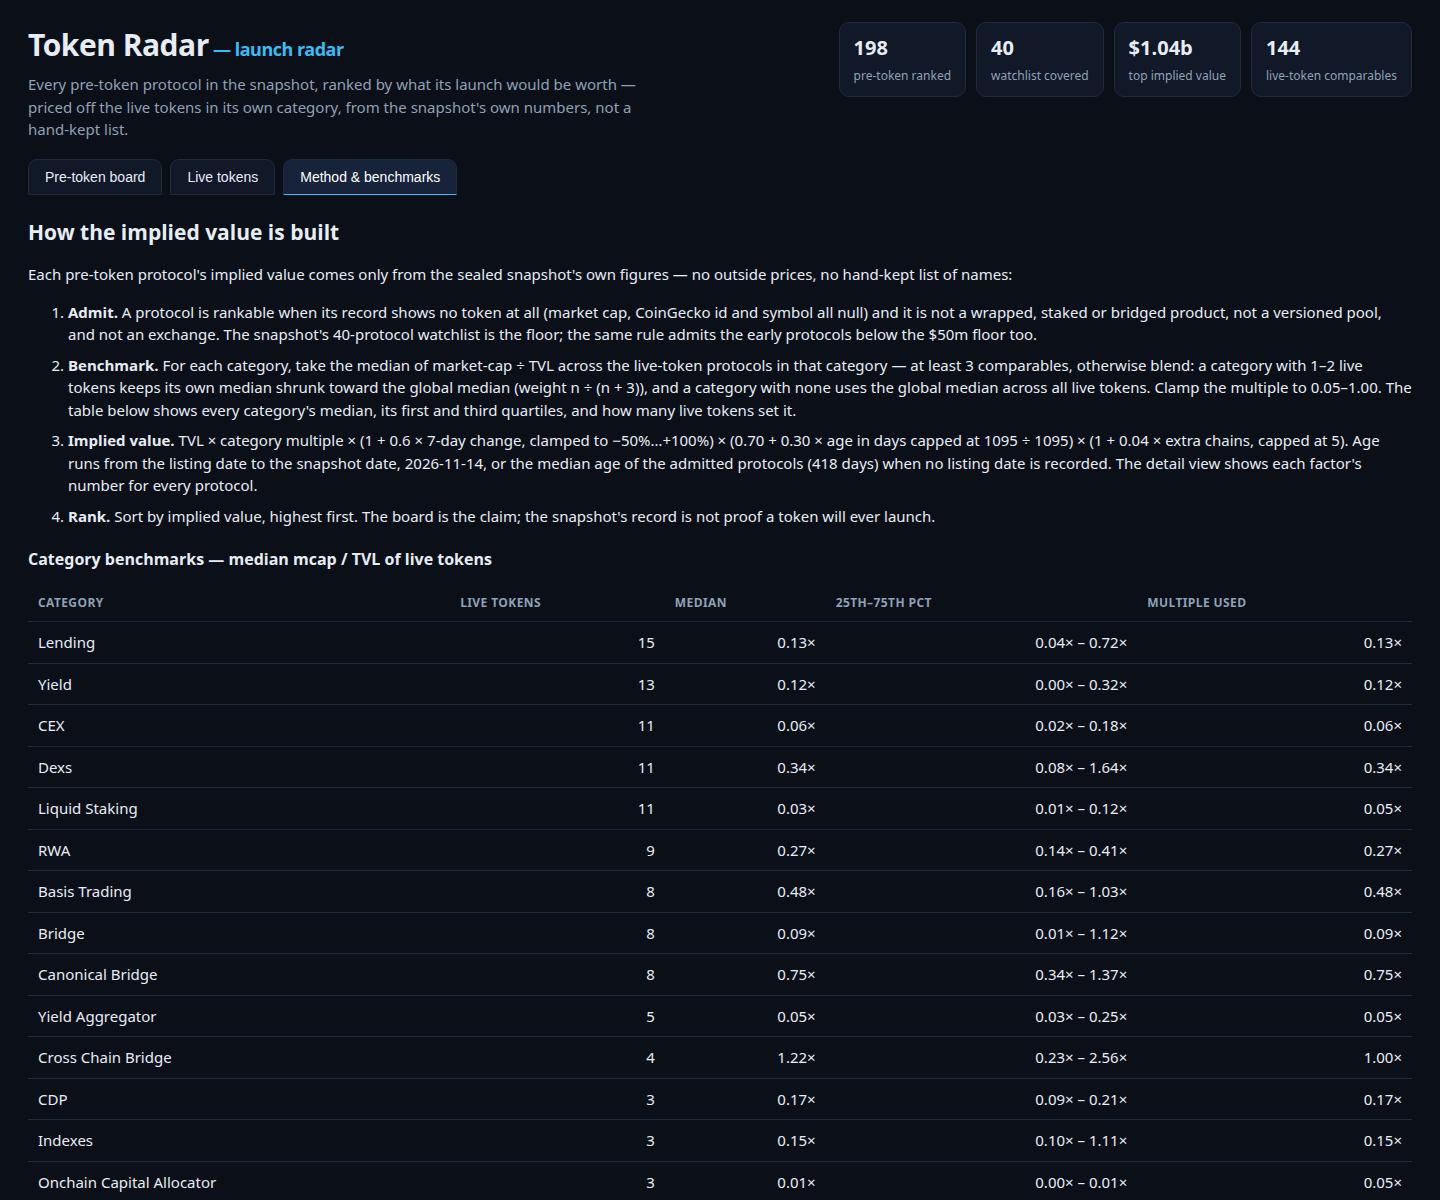 Token Radar — launch radar
Every pre-token protocol in the snapshot, ranked by what its launch would be worth —
priced off the live tokens in its own category, from the snapshot's own numbers, not a
hand-kept list.
198
pre-token ranked
40
watchlist covered
$1.04b
top implied value
144
live-token comparables
Pre-token board
Live tokens
Method & benchmarks
How the implied value is built
Each pre-token protocol's implied value comes only from the sealed snapshot's own figures — no outside prices, no hand-kept list of names:
1. Admit. A protocol is rankable when its record shows no token at all (market cap, CoinGecko id and symbol all null) and it is not a wrapped, staked or bridged product, not a versioned pool,
and not an exchange. The snapshot's 40-protocol watchlist is the floor; the same rule admits the early protocols below the $50m floor too.
2. Benchmark. For each category, take the median of market-cap ÷ TVL across the live-token protocols in that category — at least 3 comparables, otherwise blend: a category with 1–2 live
tokens keeps its own median shrunk toward the global median (weight n ÷ (n + 3)), and a category with none uses the global median across all live tokens. Clamp the multiple to 0.05–1.00. The
table below shows every category's median, its first and third quartiles, and how many live tokens set it.
3. Implied value. TVL × category multiple × (1 + 0.6 × 7-day change, clamped to −50%…+100%) × (0.70 + 0.30 × age in days capped at 1095 ÷ 1095) × (1 + 0.04 × extra chains, capped at 5). Age
runs from the listing date to the snapshot date, 2026-11-14, or the median age of the admitted protocols (418 days) when no listing date is recorded. The detail view shows each factor's
number for every protocol.
4. Rank. Sort by implied value, highest first. The board is the claim; the snapshot's record is not proof a token will ever launch.
Category benchmarks — median mcap / TVL of live tokens
CATEGORY LIVE TOKENS MEDIAN 25TH–75TH PCT MULTIPLE USED
Lending 15 0.13× 0.04× – 0.72× 0.13×
Yield 13 0.12× 0.00× – 0.32× 0.12×
CEX 11 0.06× 0.02× – 0.18× 0.06×
Dexs 11 0.34× 0.08× – 1.64× 0.34×
Liquid Staking 11 0.03× 0.01× – 0.12× 0.05×
RWA 9 0.27× 0.14× – 0.41× 0.27×
Basis Trading 8 0.48× 0.16× – 1.03× 0.48×
Bridge 8 0.09× 0.01× – 1.12× 0.09×
Canonical Bridge 8 0.75× 0.34× – 1.37× 0.75×
Yield Aggregator 5 0.05× 0.03× – 0.25× 0.05×
Cross Chain Bridge 4 1.22× 0.23× – 2.56× 1.00×
CDP 3 0.17× 0.09× – 0.21× 0.17×
Indexes 3 0.15× 0.10× – 1.11× 0.15×
Onchain Capital Allocator 3 0.01× 0.00× – 0.01× 0.05×